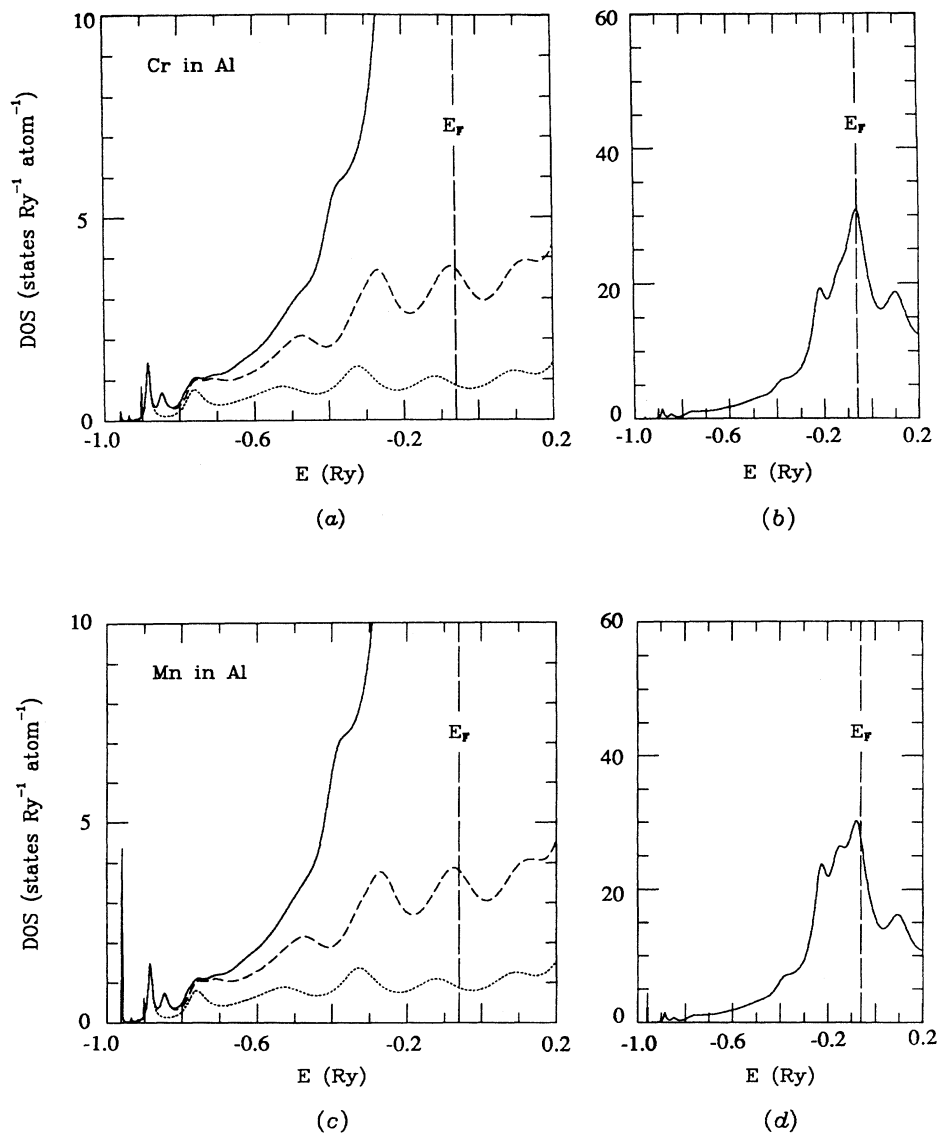 DOS (states Ry⁻¹ atom⁻¹)
10
5
0
Cr in Al
E_F
-1.0 -0.6 -0.2 0.2
E (Ry)
(a)
60
40
20
0
E_F
-1.0 -0.6 -0.2 0.2
E (Ry)
(b)
DOS (states Ry⁻¹ atom⁻¹)
10
5
0
Mn in Al
E_F
-1.0 -0.6 -0.2 0.2
E (Ry)
(c)
60
40
20
0
E_F
-1.0 -0.6 -0.2 0.2
E (Ry)
(d)